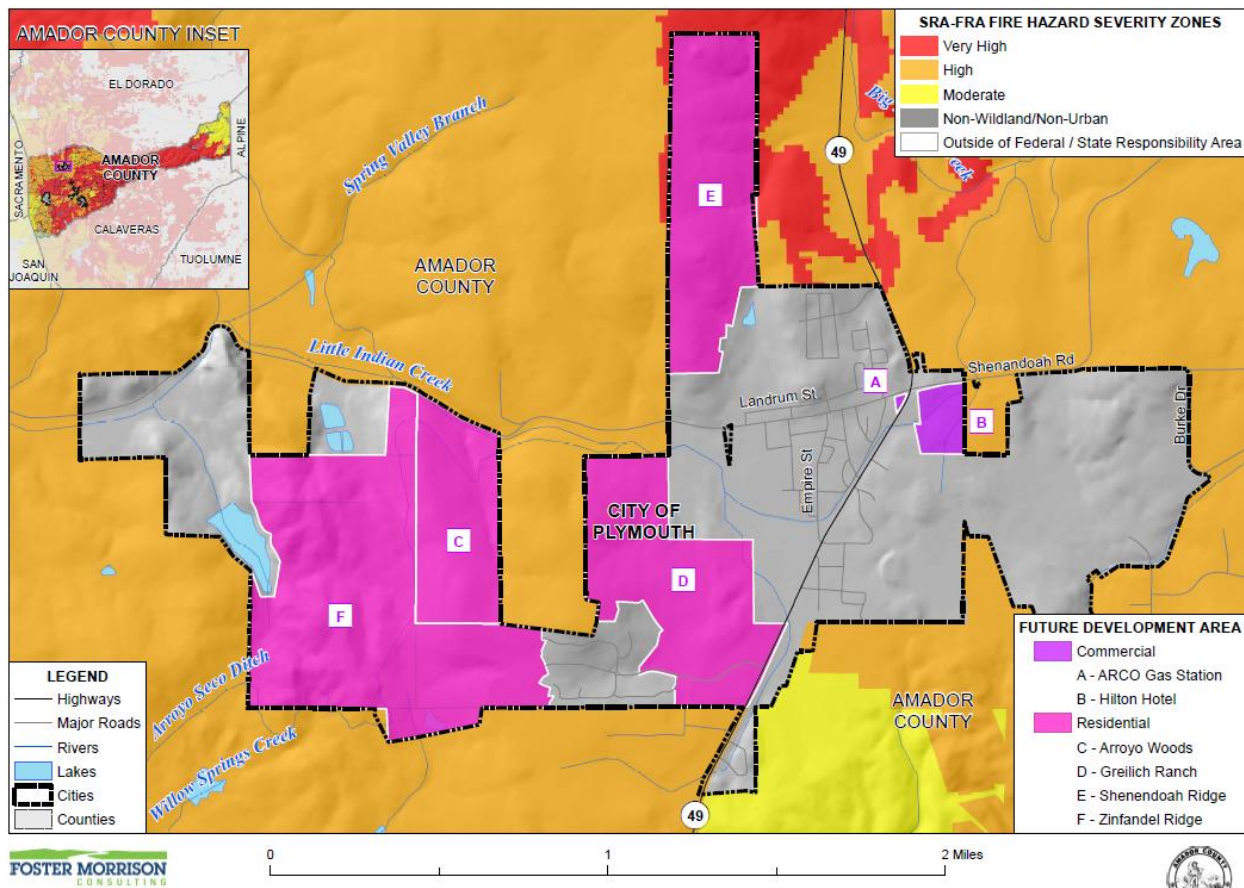 AMADOR COUNTY INSET
EL DORADO
ALPINE
SACRAMENTO
AMADOR
COUNTY
CALAVERAS
TUOLUMNE
SAN
JOAQUIN
SRA-FRA FIRE HAZARD SEVERITY ZONES
Very High
High
Moderate
Non-Wildland/Non-Urban
Outside of Federal / State Responsibility Area
Spring Valley Branch
Big
49
E
AMADOR
COUNTY
Little Indian Creek
Shenandoah Rd
A
Landrum St
B
Burke Dr
Empire St
CITY OF
PLYMOUTH
C
D
F
Arroyo Seco Ditch
Willow Springs Creek
AMADOR
COUNTY
49
LEGEND
Highways
Major Roads
Rivers
Lakes
Cities
Counties
FUTURE DEVELOPMENT AREA
Commercial
A - ARCO Gas Station
B - Hilton Hotel
Residential
C - Arroyo Woods
D - Greilich Ranch
E - Shenendoah Ridge
F - Zinfandel Ridge
FOSTER MORRISON
CONSULTING
0 1 2 Miles
AMADOR COUNTY